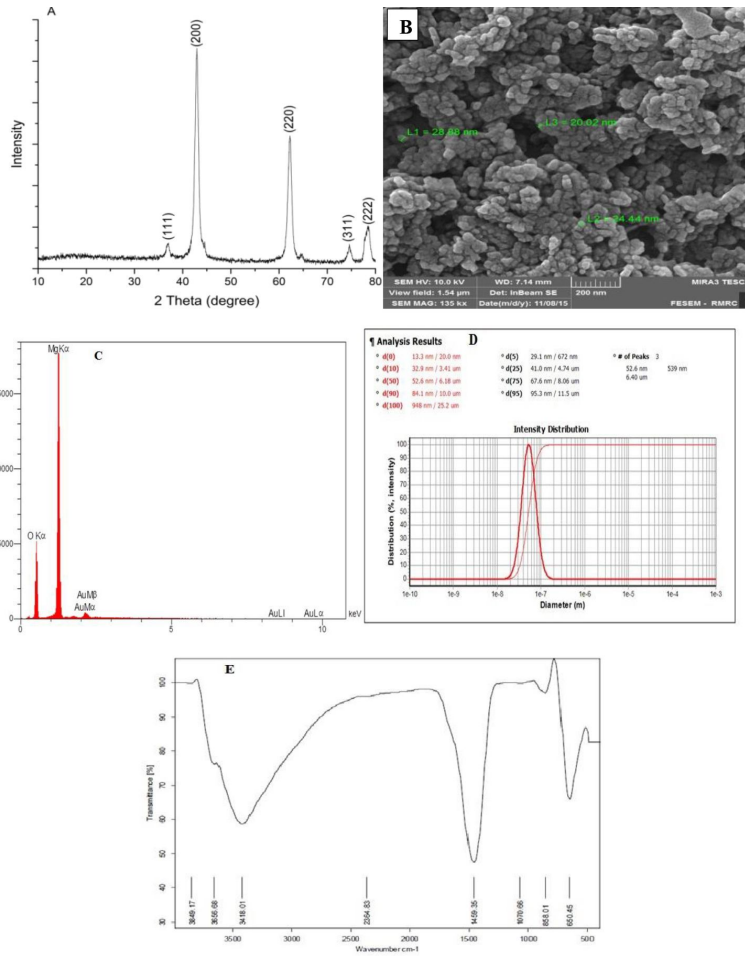 A
(200)
(220)
(111)
(311)
(222)
Intensity
10 20 30 40 50 60 70 80
2 Theta (degree)
B
L1 = 28.68 nm
L3 = 20.02 nm
SEM HV: 10.0 kV WD: 7.14 mm MIRA3 TESC
View field: 1.54 µm Det: InBeam SE 200 nm
SEM MAG: 135 kx Date(m/d/y): 11/08/15 FESEM - RMRC
C
MgKα
O Kα
AuMβ
AuMα
AuLl AuLα
0 5 10 keV
D
¶ Analysis Results
d(0) 13.3 nm / 20.0 nm d(5) 29.1 nm / 672 nm # of Peaks 3
d(10) 32.9 nm / 3.41 um d(25) 41.0 nm / 4.74 um 52.6 nm 539 nm
d(50) 52.6 nm / 6.18 um d(75) 67.6 nm / 8.06 um 6.40 um
d(90) 84.1 nm / 10.0 um d(95) 95.3 nm / 11.5 um
d(100) 948 nm / 25.2 um
Intensity Distribution
Distribution (%, intensity)
100
90
80
70
60
50
40
30
20
10
0
1e-10 1e-9 1e-8 1e-7 1e-6 1e-5 1e-4 1e-3
Diameter (m)
E
Transmittance [%]
100
90
80
70
60
50
40
30
3849.17 3656.68 3418.01 2364.83 1459.35 1070.66 858.01 650.45
3500 3000 2500 2000 1500 1000 500
Wavenumber cm-1